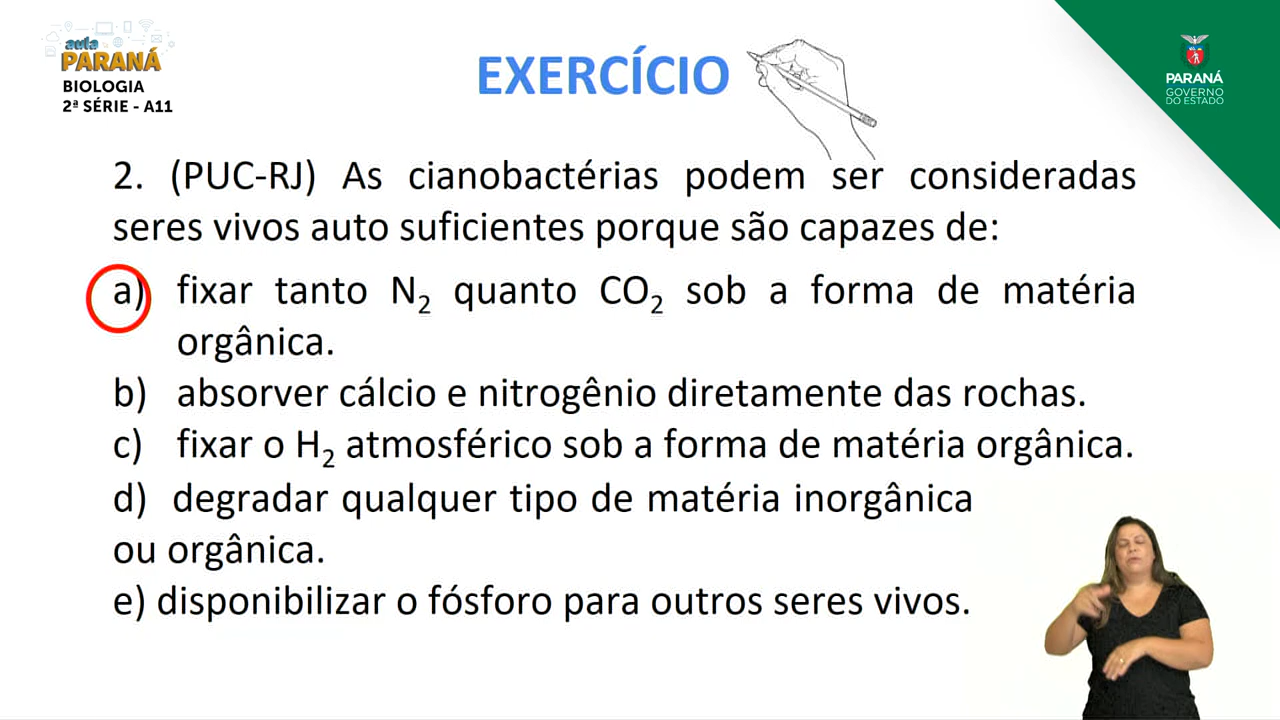 aula
PARANÁ
BIOLOGIA
2ª SÉRIE - A11
EXERCÍCIO
PARANÁ
GOVERNO
DO ESTADO
2. (PUC-RJ) As cianobactérias podem ser consideradas
seres vivos auto suficientes porque são capazes de:
a) fixar tanto N₂ quanto CO₂ sob a forma de matéria
orgânica.
b) absorver cálcio e nitrogênio diretamente das rochas.
c) fixar o H₂ atmosférico sob a forma de matéria orgânica.
d) degradar qualquer tipo de matéria inorgânica
ou orgânica.
e) disponibilizar o fósforo para outros seres vivos.